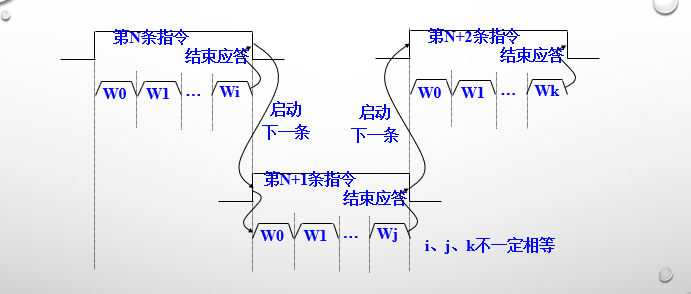 第N条指令
结束应答
W0 W1 … Wi
启动
下一条
第N+2条指令
结束应答
W0 W1 … Wk
启动
下一条
第N+1条指令
结束应答
W0 W1 … Wj
i、j、k不一定相等